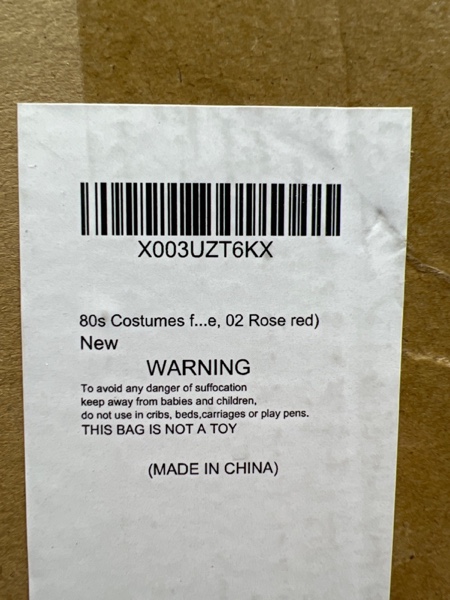 X003UZT6KX
80s Costumes f...e, 02 Rose red)
New
WARNING
To avoid any danger of suffocation
keep away from babies and children,
do not use in cribs, beds,carriages or play pens.
THIS BAG IS NOT A TOY
(MADE IN CHINA)